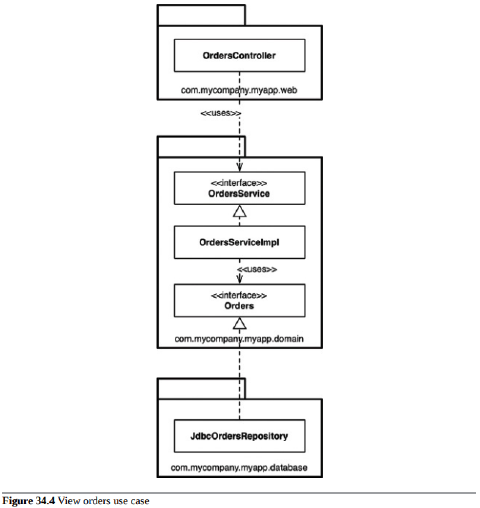 OrdersController
com.mycompany.myapp.web
<<uses>>
<<interface>>
OrdersService
OrdersServiceImpl
<<uses>>
<<interface>>
Orders
com.mycompany.myapp.domain
JdbcOrdersRepository
com.mycompany.myapp.database
Figure 34.4 View orders use case